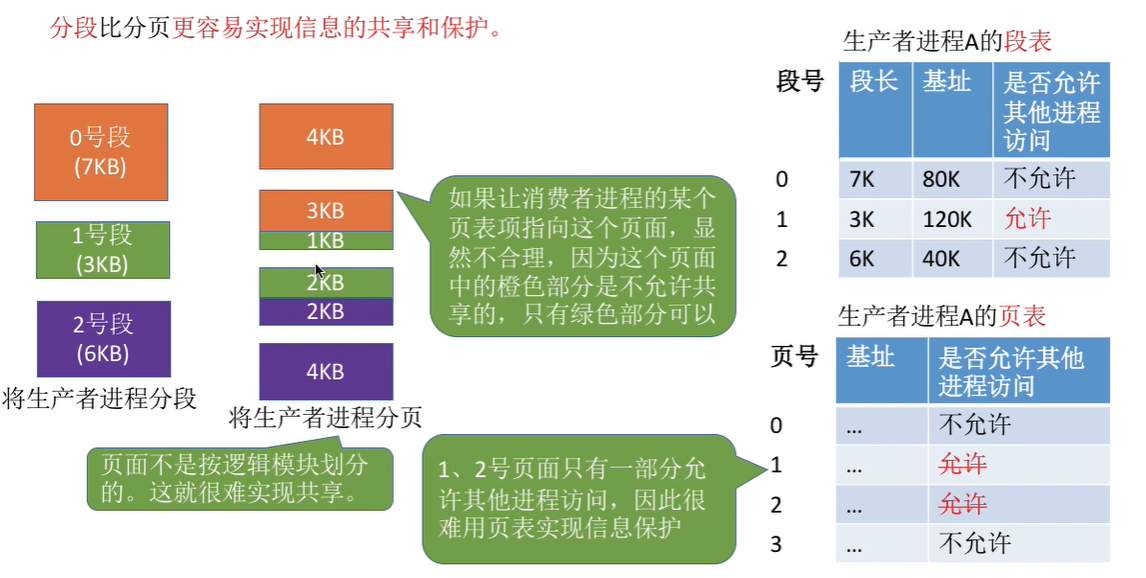 分段比分页更容易实现信息的共享和保护。
0号段
(7KB)
1号段
(3KB)
2号段
(6KB)
将生产者进程分段
4KB
3KB
1KB
2KB
2KB
4KB
将生产者进程分页
页面不是按逻辑模块划分
的。这就很难实现共享。
如果让消费者进程的某个
页表项指向这个页面，显
然不合理，因为这个页面
中的橙色部分是不允许共
享的，只有绿色部分可以
1、2号页面只有一部分允
许其他进程访问，因此很
难用页表实现信息保护
生产者进程A的段表
段号 段长 基址 是否允许
其他进程
访问
0 7K 80K 不允许
1 3K 120K 允许
2 6K 40K 不允许
生产者进程A的页表
页号 基址 是否允许其他
进程访问
0 ... 不允许
1 ... 允许
2 ... 允许
3 ... 不允许